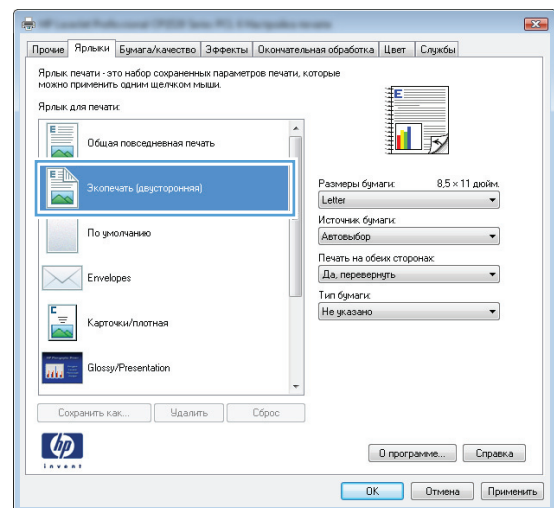 Прочие Ярлыки Бумага/качество Эффекты Окончательная обработка Цвет Службы
Ярлык печати - это набор сохраненных параметров печати, которые
можно применить одним щелчком мыши.
Ярлык для печати:
Общая повседневная печать
Экопечать (двусторонняя)
По умолчанию
Envelopes
Карточки/плотная
Glossy/Presentation
Размеры бумаги: 8,5 × 11 дюйм.
Letter
Источник бумаги:
Автовыбор
Печать на обеих сторонах:
Да, перевернуть
Тип бумаги:
Не указано
Сохранить как... Удалить Сброс
hp
invent
О программе... Справка
OK Отмена Применить